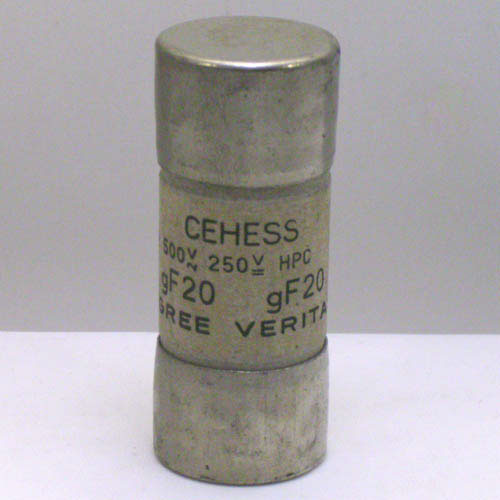 CEHESS
500V~ 250V⎓ HPC
gF20 gF20
GREE VERITA